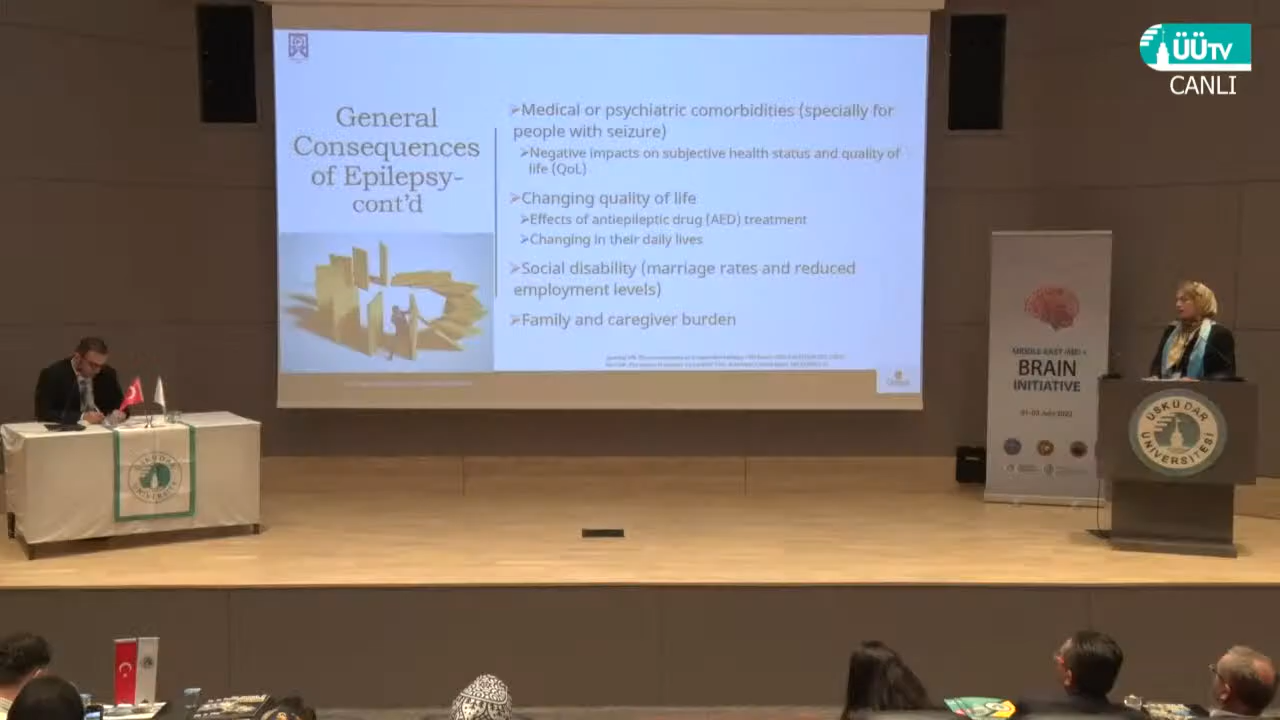 ÜÜTV
CANLI
General
Consequences
of Epilepsy-
cont'd
➢Medical or psychiatric comorbidities (specially for
people with seizure)
➢Negative impacts on subjective health status and quality of
life (QoL)
➢Changing quality of life
➢Effects of antiepileptic drug (AED) treatment
➢Changing in their daily lives
➢Social disability (marriage rates and reduced
employment levels)
➢Family and caregiver burden
BRAIN
INITIATIVE
ÜSKÜDAR
ÜNİVERSİTESİ
ÜSKÜDAR